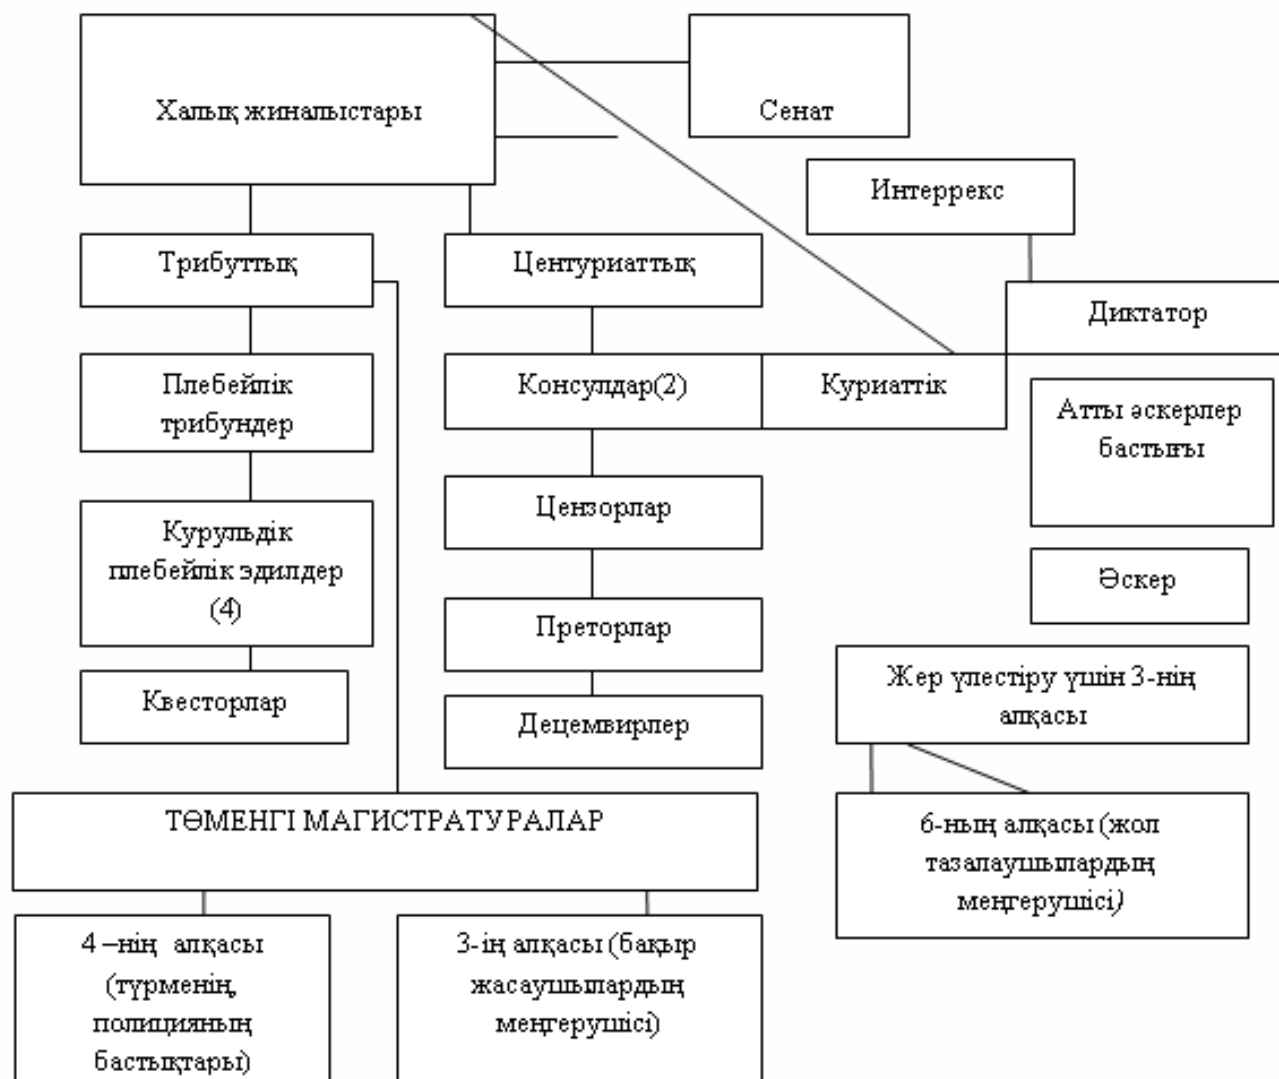 Халық жиналыстары
Сенат
Интеррекс
Трибуттық
Центуриаттық
Диктатор
Плебейлік
трибундер
Консулдар(2)
Куриаттік
Атты әскерлер
бастығы
Курульдік
плебейлік эдилдер
(4)
Цензорлар
Әскер
Преторлар
Квесторлар
Децемвирлер
Жер үлестіру үшін 3-нің
алқасы
ТӨМЕНГІ МАГИСТРАТУРАЛАР
6-ның алқасы (жол
тазалаушылардың
меңгерушісі)
4 –нің алқасы
(түрменің,
полицияның
бастықтары)
3-ің алқасы (бақыр
жасаушылардың
меңгерушісі)